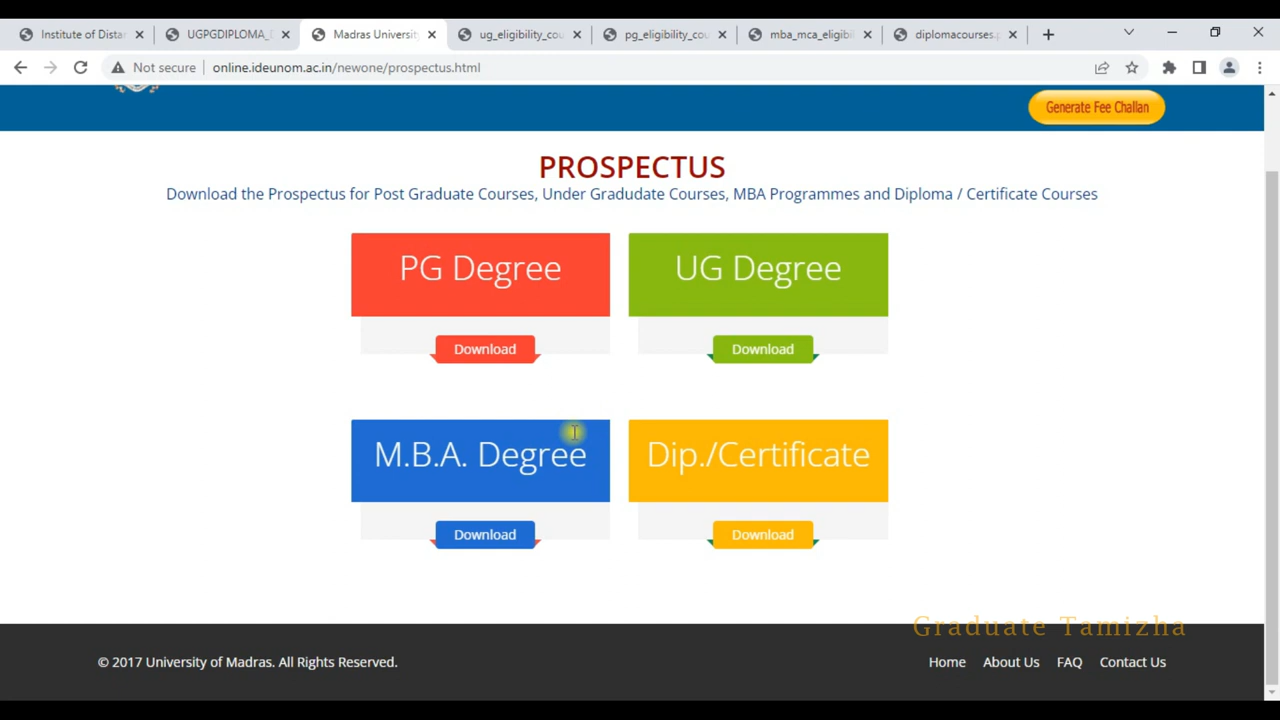 Institute of Distan
UGPGDIPLOMA_
Madras University
ug_eligibility_cou
pg_eligibility_cou
mba_mca_eligibi
diplomacourses.p
Not secure
online.ideunom.ac.in/newone/prospectus.html
Generate Fee Challan
PROSPECTUS
Download the Prospectus for Post Graduate Courses, Under Gradudate Courses, MBA Programmes and Diploma / Certificate Courses
PG Degree
UG Degree
Download
Download
M.B.A. Degree
Dip./Certificate
Download
Download
Graduate Tamizha
© 2017 University of Madras. All Rights Reserved.
Home
About Us
FAQ
Contact Us